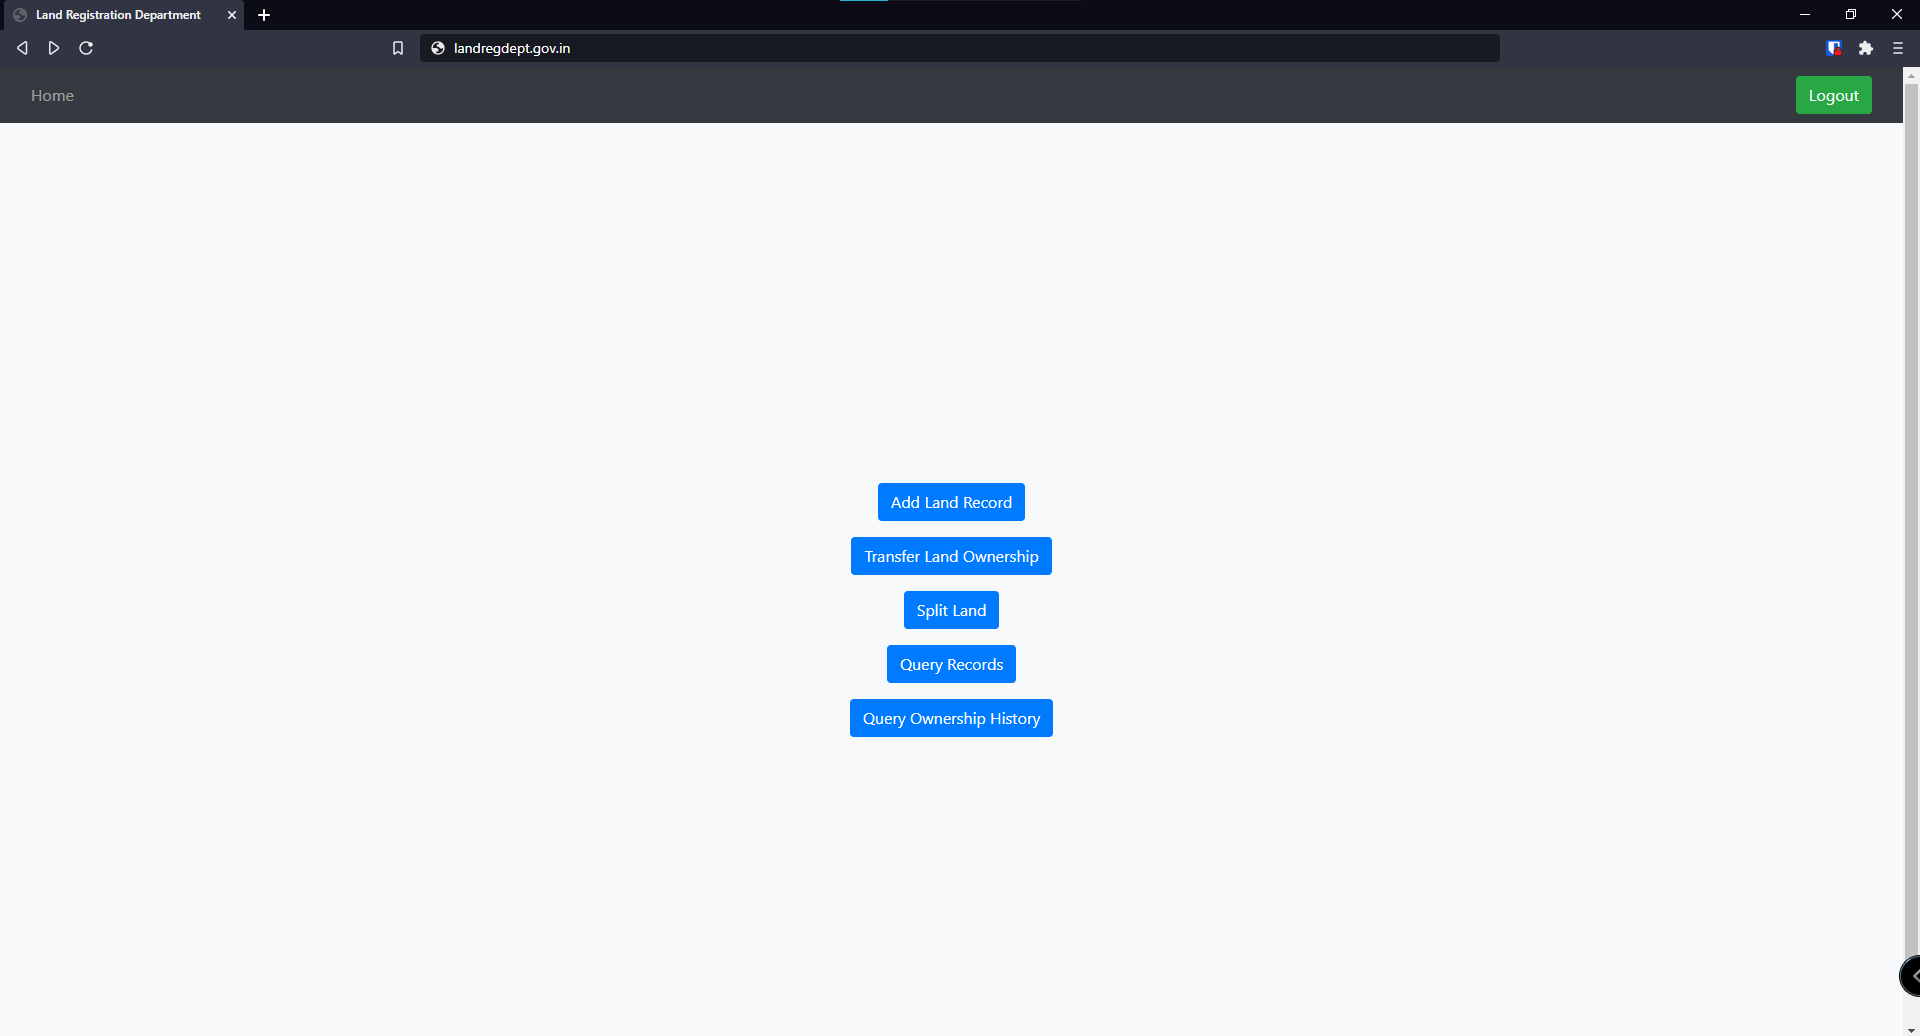 Land Registration Department
landregdept.gov.in
Home
Logout
Add Land Record
Transfer Land Ownership
Split Land
Query Records
Query Ownership History